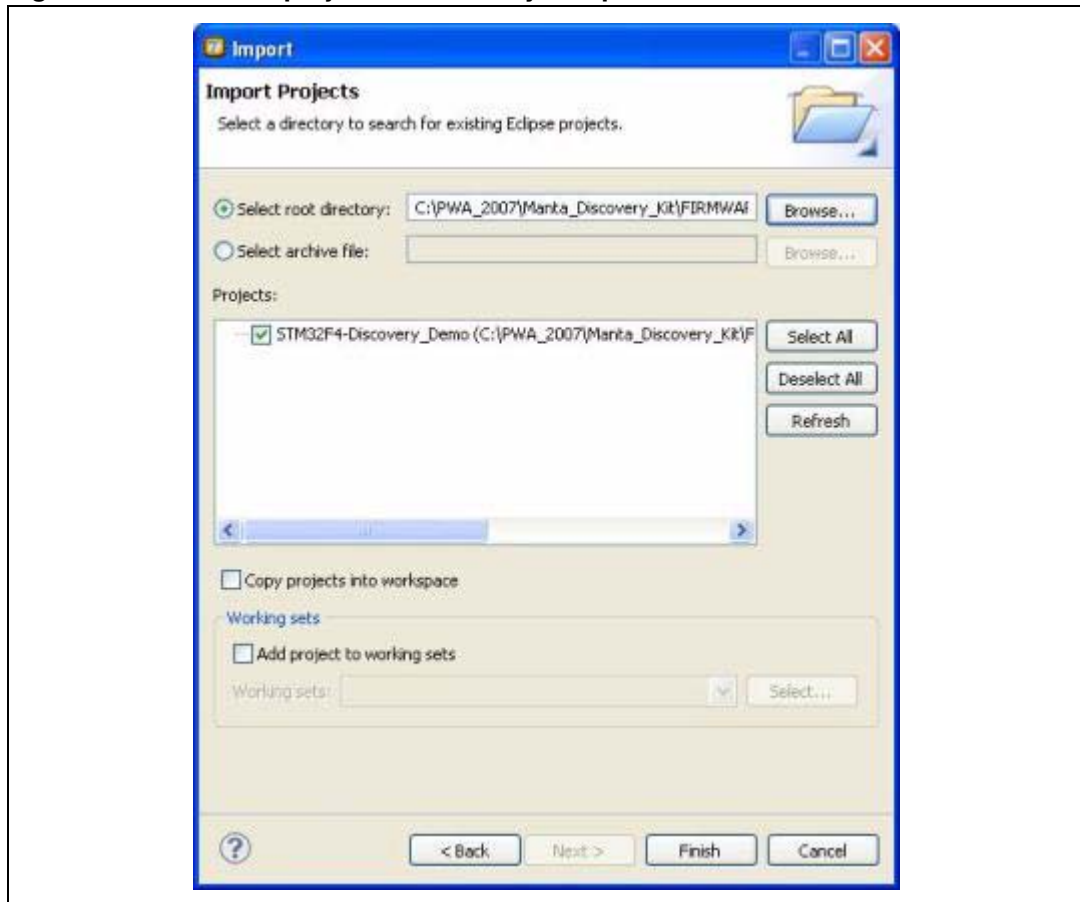 Import
Import Projects
Select a directory to search for existing Eclipse projects.
Select root directory: C:\PWA_2007\Manta_Discovery_Kit\FIRMWAR Browse...
Select archive file: Browse...
Projects:
STM32F4-Discovery_Demo (C:\PWA_2007\Manta_Discovery_Kit\F
Select All
Deselect All
Refresh
Copy projects into workspace
Working sets
Add project to working sets
Working sets: Select...
< Back Next > Finish Cancel